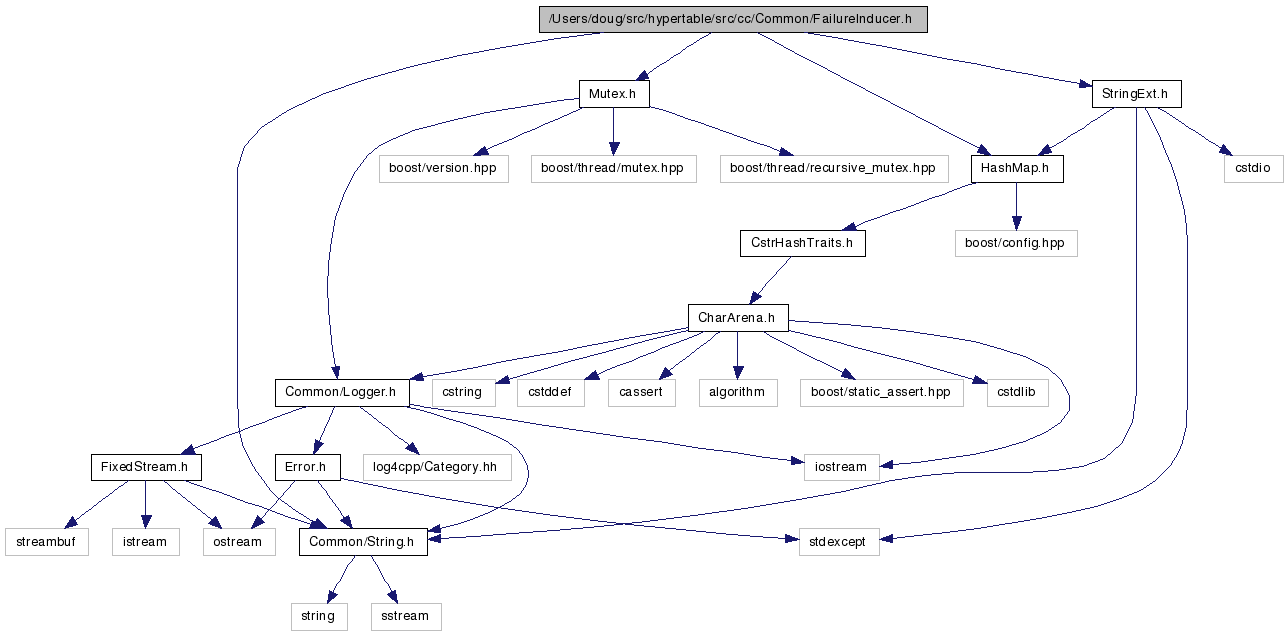 /Users/doug/src/hypertable/src/cc/Common/FailureInducer.h
Mutex.h
StringExt.h
boost/version.hpp
boost/thread/mutex.hpp
boost/thread/recursive_mutex.hpp
HashMap.h
cstdio
CstrHashTraits.h
boost/config.hpp
CharArena.h
Common/Logger.h
cstring
cstddef
cassert
algorithm
boost/static_assert.hpp
cstdlib
FixedStream.h
Error.h
log4cpp/Category.hh
iostream
streambuf
istream
ostream
Common/String.h
stdexcept
string
sstream